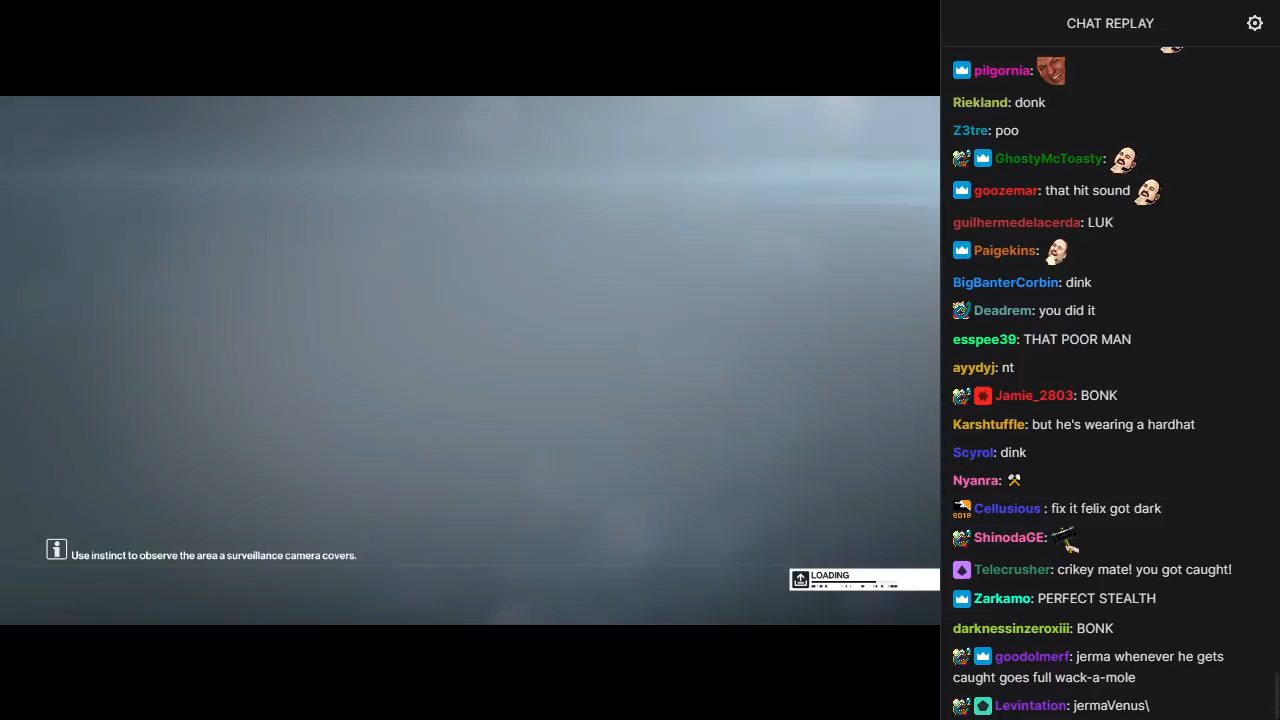 CHAT REPLAY
pilgornia:
Riekland: donk
Z3tre: poo
GhostyMcToasty:
goozemar: that hit sound
guilhermedelacerda: LUK
Paigekins:
BigBanterCorbin: dink
Deadrem: you did it
esspee39: THAT POOR MAN
ayydyj: nt
Jamie_2803: BONK
Karshtuffle: but he's wearing a hardhat
Scyrol: dink
Nyanra:
2018 Cellusious : fix it felix got dark
ShinodaGE:
Telecrusher: crikey mate! you got caught!
Zarkamo: PERFECT STEALTH
darknessinzeroxiii: BONK
goodolmerf: jerma whenever he gets
caught goes full wack-a-mole
Levintation: jermaVenus\
Use instinct to observe the area a surveillance camera covers.
LOADING